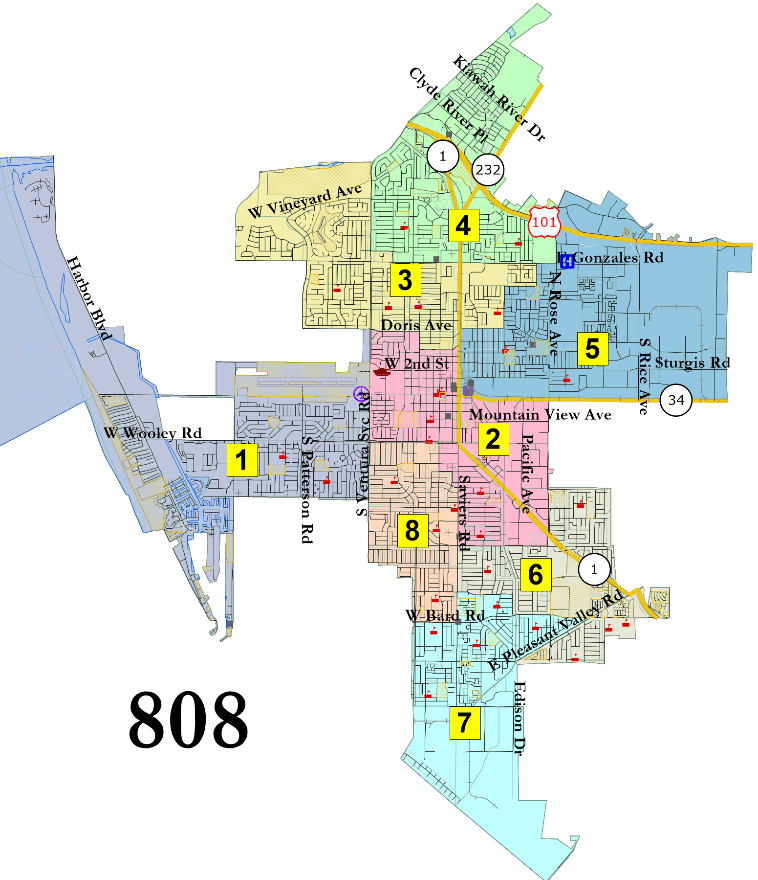 Kiawah River Dr
Clyde River Pl
1
232
W Vineyard Ave
4
101
E Gonzales Rd
Harbor Blvd
3
N Rose Ave
Doris Ave
5
S Rice Ave
W 2nd St
Sturgis Rd
34
Mountain View Ave
W Wooley Rd
S Patterson Rd
S Ventura Rd
2
1
Pacific Ave
Saviers Rd
8
6
1
W Bard Rd
E Pleasant Valley Rd
808
7
Edison Dr